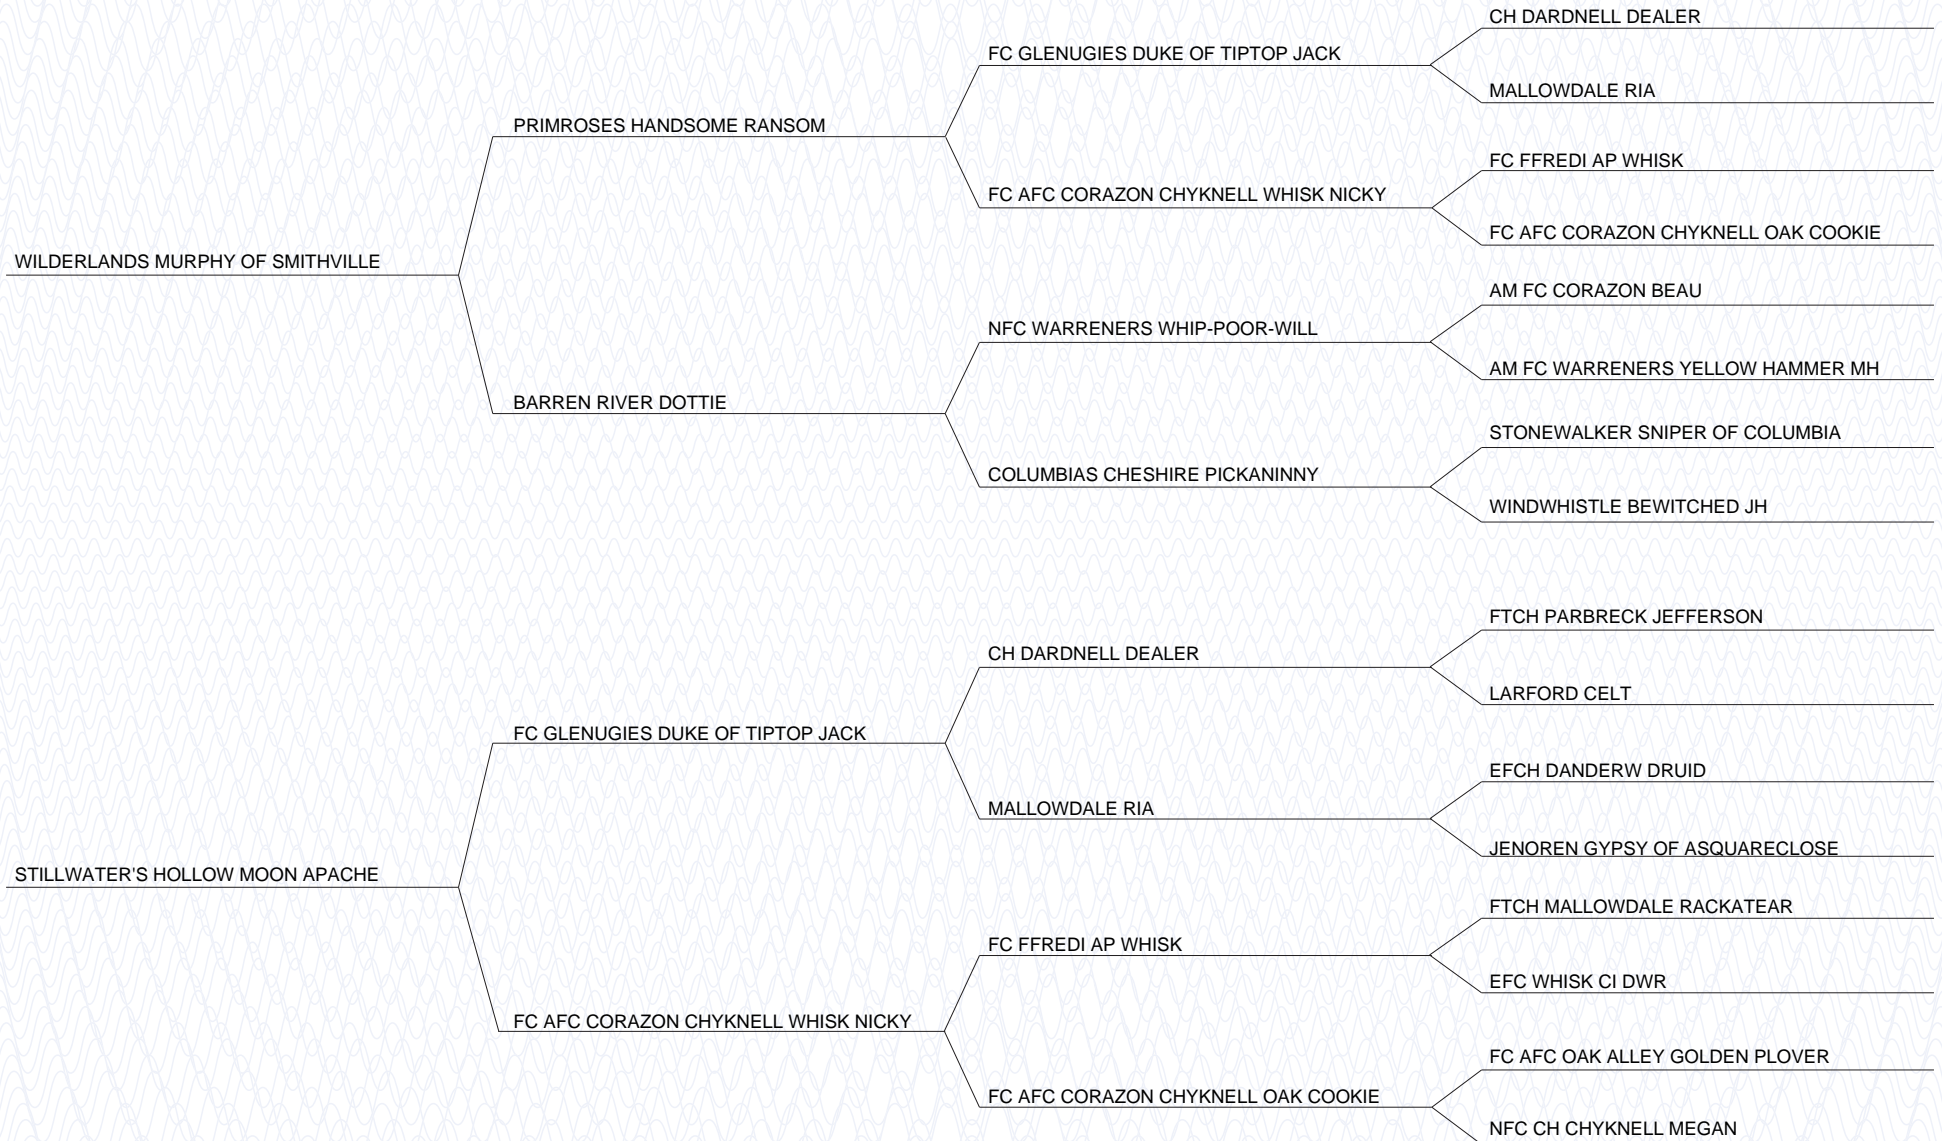 CH DARDNELL DEALER
FC GLENUGIES DUKE OF TIPTOP JACK
MALLOWDALE RIA
PRIMROSES HANDSOME RANSOM
FC FFREDI AP WHISK
FC AFC CORAZON CHYKNELL WHISK NICKY
FC AFC CORAZON CHYKNELL OAK COOKIE
WILDERLANDS MURPHY OF SMITHVILLE
AM FC CORAZON BEAU
NFC WARRENERS WHIP-POOR-WILL
AM FC WARRENERS YELLOW HAMMER MH
BARREN RIVER DOTTIE
STONEWALKER SNIPER OF COLUMBIA
COLUMBIAS CHESHIRE PICKANINNY
WINDWHISTLE BEWITCHED JH
FTCH PARBRECK JEFFERSON
CH DARDNELL DEALER
LARFORD CELT
FC GLENUGIES DUKE OF TIPTOP JACK
EFCH DANDERW DRUID
MALLOWDALE RIA
JENOREN GYPSY OF ASQUARECLOSE
STILLWATER'S HOLLOW MOON APACHE
FTCH MALLOWDALE RACKATEAR
FC FFREDI AP WHISK
EFC WHISK CI DWR
FC AFC CORAZON CHYKNELL WHISK NICKY
FC AFC OAK ALLEY GOLDEN PLOVER
FC AFC CORAZON CHYKNELL OAK COOKIE
NFC CH CHYKNELL MEGAN